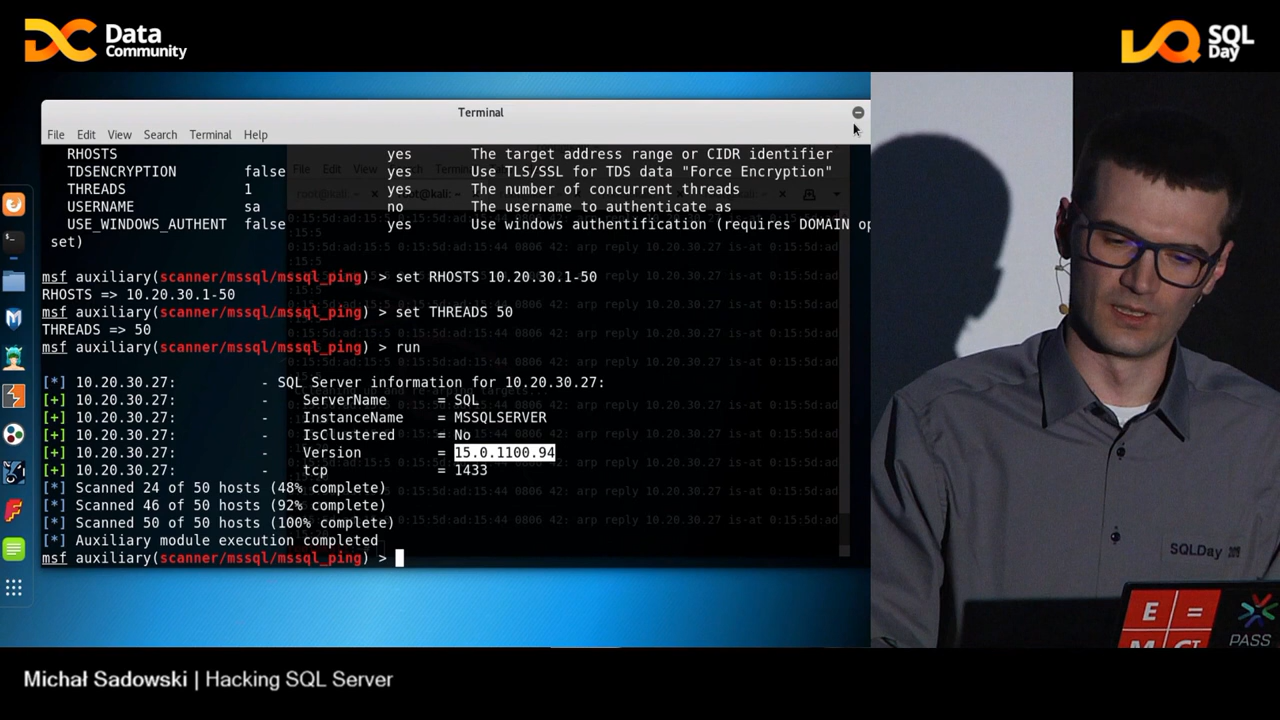 Data
Community
SQL
Day
Terminal
File Edit View Search Terminal Help
RHOSTS yes The target address range or CIDR identifier
TDSENCRYPTION false yes Use TLS/SSL for TDS data "Force Encryption"
THREADS 1 yes The number of concurrent threads
USERNAME sa no The username to authenticate as
USE_WINDOWS_AUTHENT false yes Use windows authentification (requires DOMAIN op
set)
msf auxiliary(scanner/mssql/mssql_ping) > set RHOSTS 10.20.30.1-50
RHOSTS => 10.20.30.1-50
msf auxiliary(scanner/mssql/mssql_ping) > set THREADS 50
THREADS => 50
msf auxiliary(scanner/mssql/mssql_ping) > run
[*] 10.20.30.27: - SQL Server information for 10.20.30.27:
[+] 10.20.30.27: - ServerName = SQL
[+] 10.20.30.27: - InstanceName = MSSQLSERVER
[+] 10.20.30.27: - IsClustered = No
[+] 10.20.30.27: - Version = 15.0.1100.94
[+] 10.20.30.27: - tcp = 1433
[*] Scanned 24 of 50 hosts (48% complete)
[*] Scanned 46 of 50 hosts (92% complete)
[*] Scanned 50 of 50 hosts (100% complete)
[*] Auxiliary module execution completed
msf auxiliary(scanner/mssql/mssql_ping) >
SQLDay
E =
PASS
Michał Sadowski | Hacking SQL Server